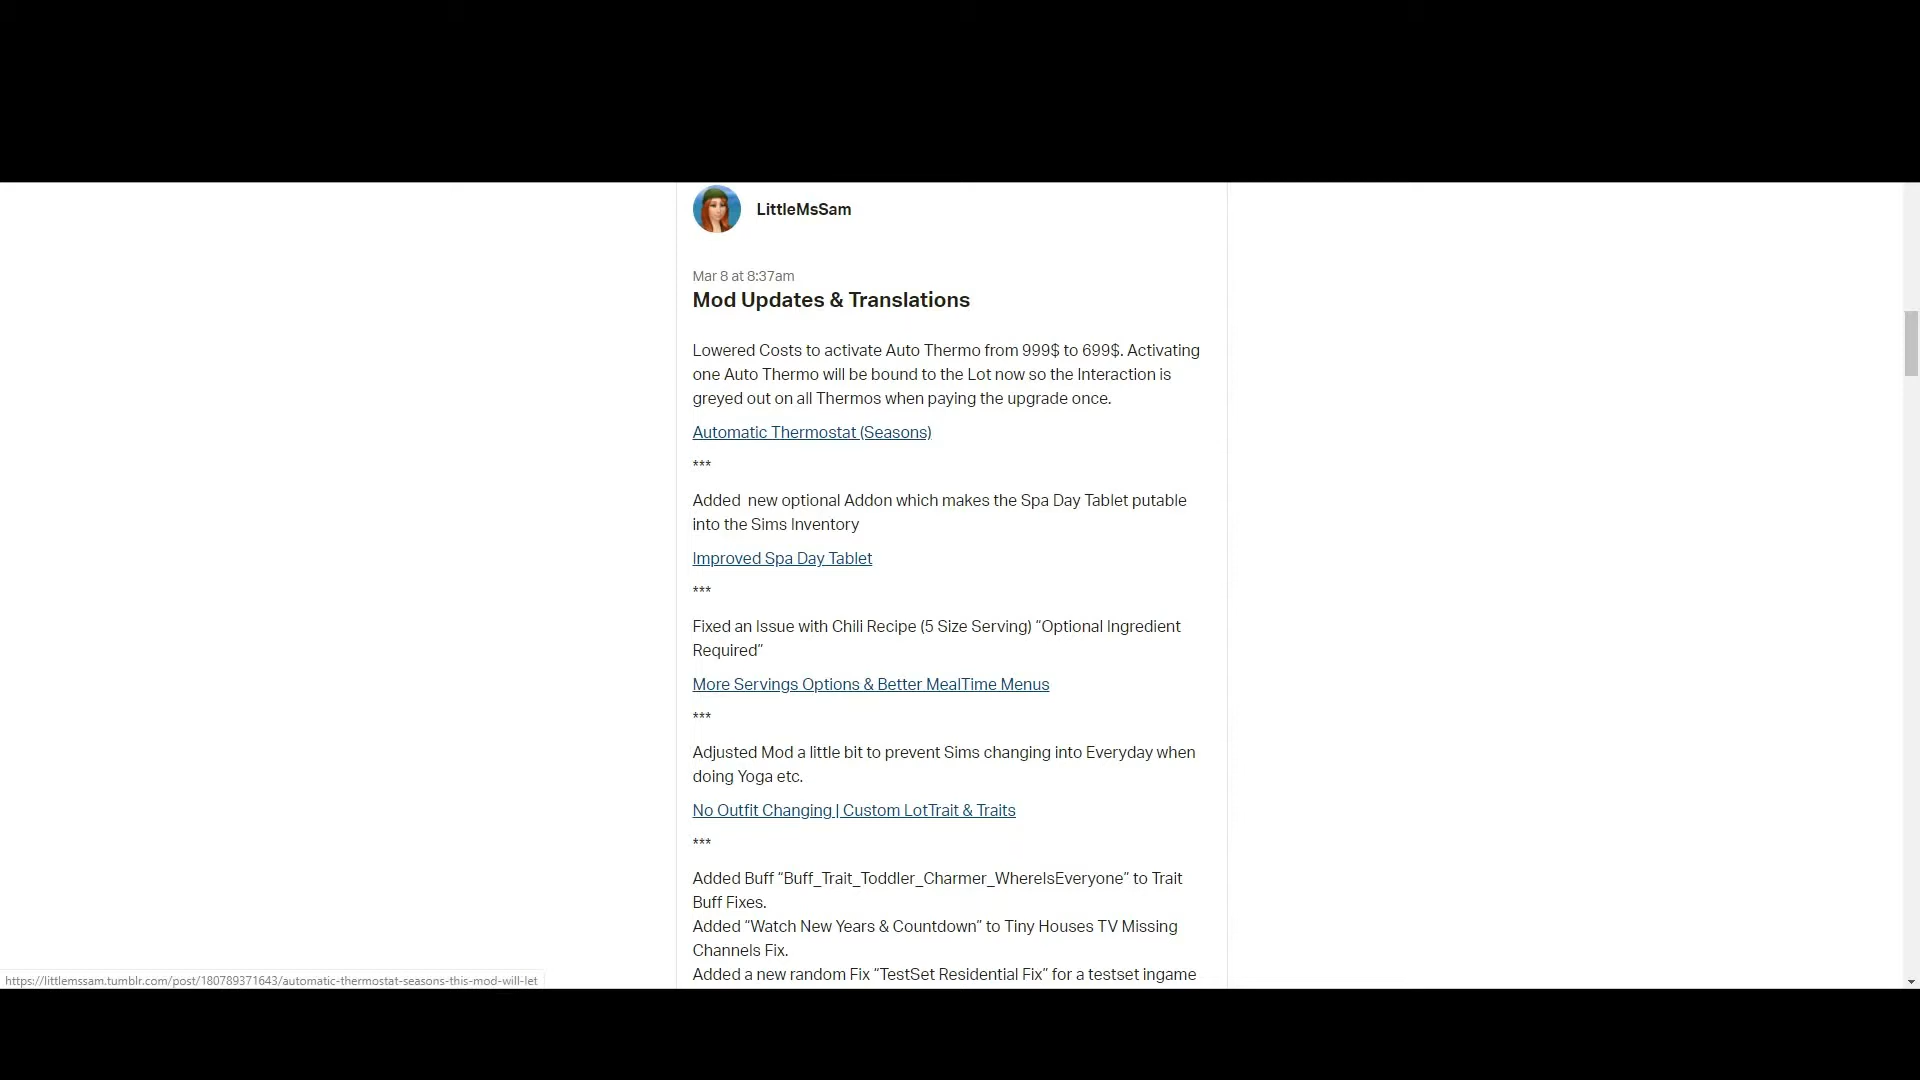 LittleMsSam
Mar 8 at 8:37am
Mod Updates & Translations
Lowered Costs to activate Auto Thermo from 999$ to 699$. Activating
one Auto Thermo will be bound to the Lot now so the Interaction is
greyed out on all Thermos when paying the upgrade once.
Automatic Thermostat (Seasons)
***
Added  new optional Addon which makes the Spa Day Tablet putable
into the Sims Inventory
Improved Spa Day Tablet
***
Fixed an Issue with Chili Recipe (5 Size Serving) “Optional Ingredient
Required”
More Servings Options & Better MealTime Menus
***
Adjusted Mod a little bit to prevent Sims changing into Everyday when
doing Yoga etc.
No Outfit Changing | Custom LotTrait & Traits
***
Added Buff “Buff_Trait_Toddler_Charmer_WhereIsEveryone” to Trait
Buff Fixes.
Added “Watch New Years & Countdown” to Tiny Houses TV Missing
Channels Fix.
Added a new random Fix “TestSet Residential Fix” for a testset ingame
https://littlemssam.tumblr.com/post/180789371643/automatic-thermostat-seasons-this-mod-will-let